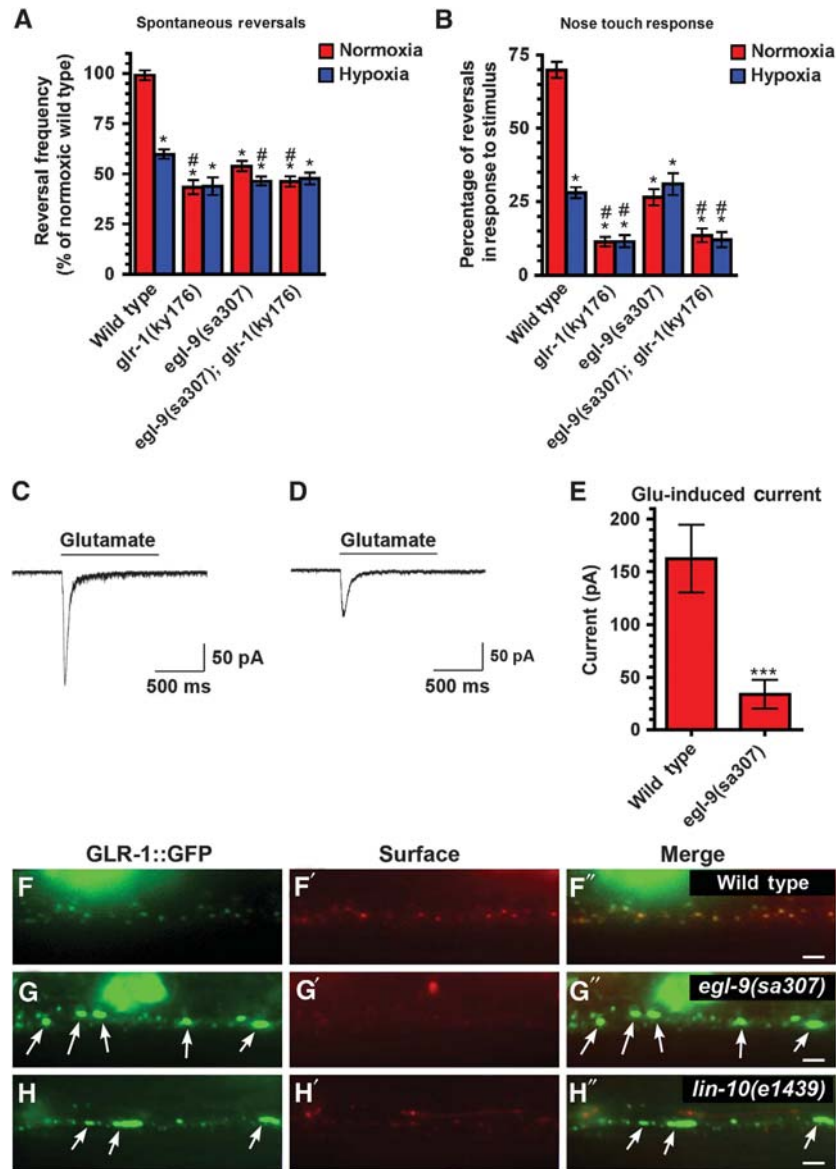 A
Spontaneous reversals
Normoxia
Hypoxia
Reversal frequency
(% of normoxic wild type)
100
75
50
25
0
*
#
*
*
*
#
*
#
*
*
Wild type
glr-1(ky176)
egl-9(sa307)
egl-9(sa307); glr-1(ky176)
B
Nose touch response
Normoxia
Hypoxia
Percentage of reversals
in response to stimulus
75
50
25
0
*
#
*
#
*
*
*
#
*
#
*
Wild type
glr-1(ky176)
egl-9(sa307)
egl-9(sa307); glr-1(ky176)
C
Glutamate
50 pA
500 ms
D
Glutamate
50 pA
500 ms
E
Glu-induced current
Current (pA)
200
150
100
50
0
***
Wild type
egl-9(sa307)
GLR-1::GFP
Surface
Merge
F
F′
F″
Wild type
G
G′
G″
egl-9(sa307)
H
H′
H″
lin-10(e1439)